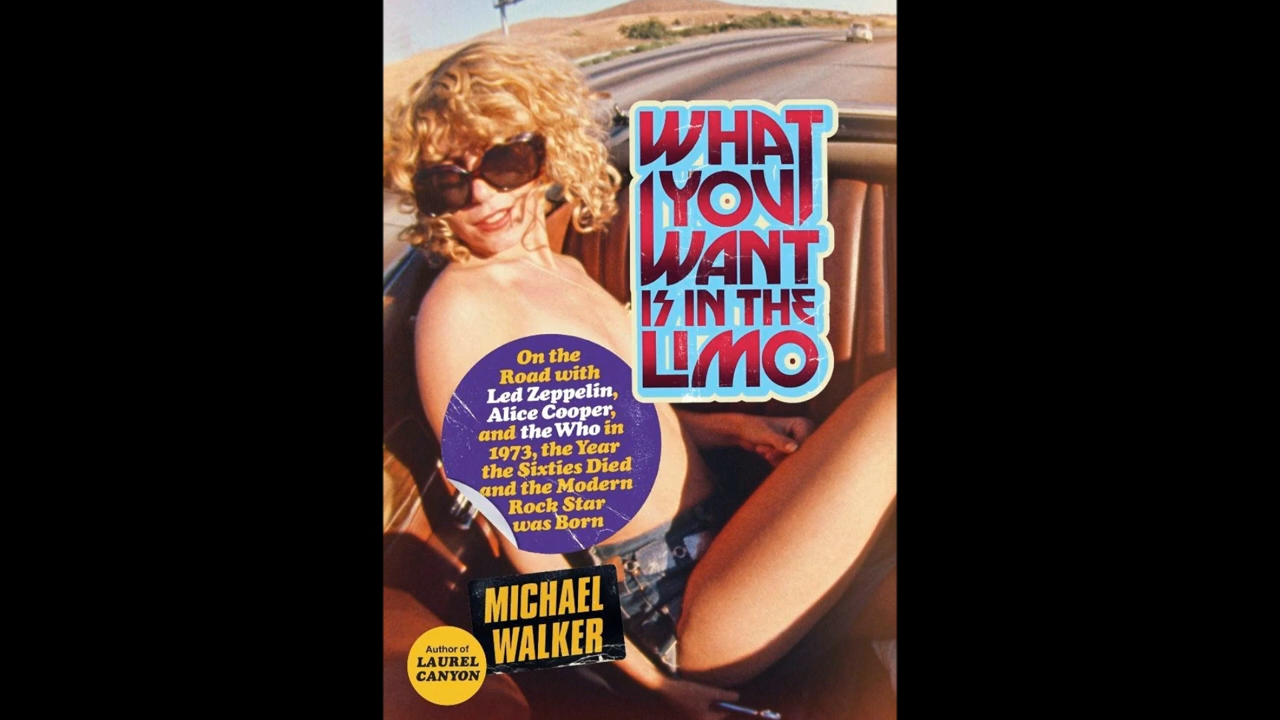 WHAT
YOU
WANT
IS IN THE
LIMO
On the
Road with
Led Zeppelin,
Alice Cooper,
and the Who in
1973, the Year
the Sixties Died
and the Modern
Rock Star
was Born
MICHAEL
WALKER
Author of
LAUREL
CANYON